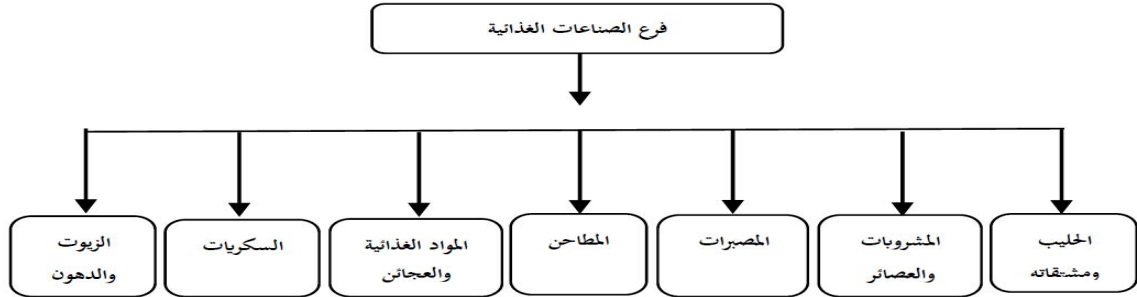 فرع الصناعات الغذائية
الحليب
ومشتقاته
المشروبات
والعصائر
المصبرات
المطاحن
المواد الغذائية
والعجائن
السكريات
الزيوت
والدهون